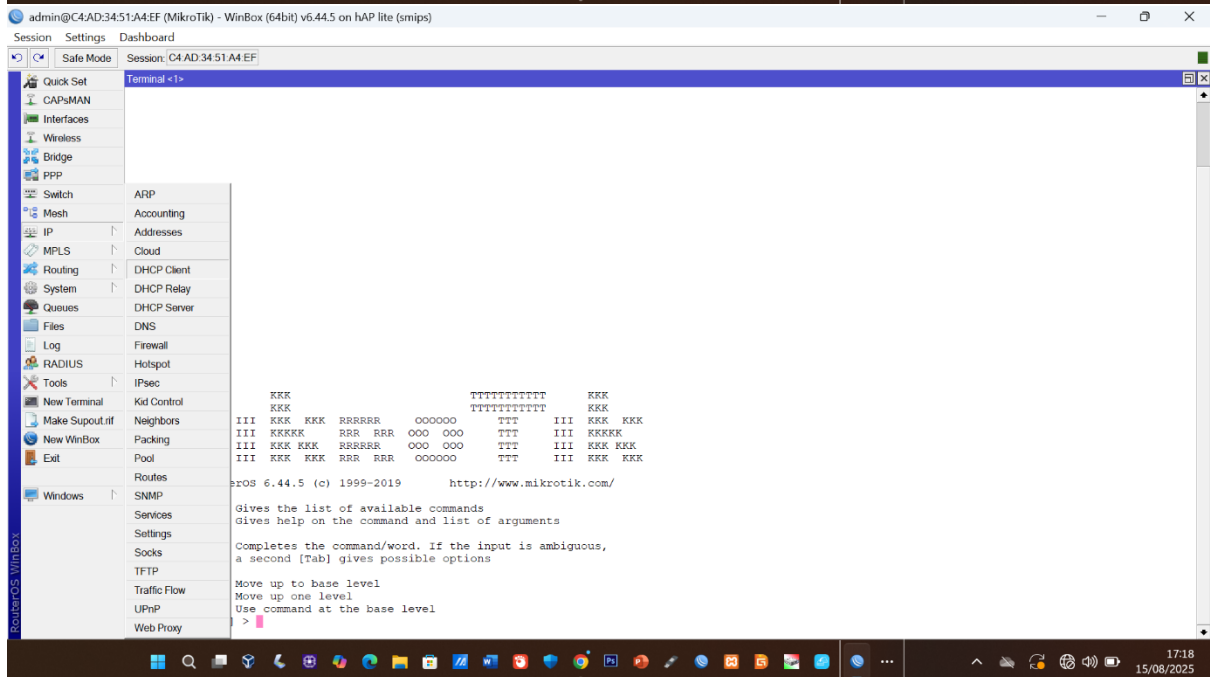 admin@C4:AD:34:51:A4:EF (MikroTik) - WinBox (64bit) v6.44.5 on hAP lite (smips)
Session Settings Dashboard
Safe Mode Session: C4:AD:34:51:A4:EF
Quick Set
CAPsMAN
Interfaces
Wireless
Bridge
PPP
Switch
Mesh
IP
MPLS
Routing
System
Queues
Files
Log
RADIUS
Tools
New Terminal
Make Supout.rif
New WinBox
Exit
Windows
RouterOS WinBox
ARP
Accounting
Addresses
Cloud
DHCP Client
DHCP Relay
DHCP Server
DNS
Firewall
Hotspot
IPsec
Kid Control
Neighbors
Packing
Pool
Routes
SNMP
Services
Settings
Socks
TFTP
Traffic Flow
UPnP
Web Proxy
Terminal <1>
KKK TTTTTTTTTTT KKK
KKK TTTTTTTTTTT KKK
III KKK KKK RRRRRR OOOOOO TTT III KKK KKK
III KKKKK RRR RRR OOO OOO TTT III KKKKK
III KKK KKK RRRRRR OOO OOO TTT III KKK KKK
III KKK KKK RRR RRR OOOOOO TTT III KKK KKK
erOS 6.44.5 (c) 1999-2019 http://www.mikrotik.com/
Gives the list of available commands
Gives help on the command and list of arguments
Completes the command/word. If the input is ambiguous,
a second [Tab] gives possible options
Move up to base level
Move up one level
Use command at the base level
] >
17:18
15/08/2025